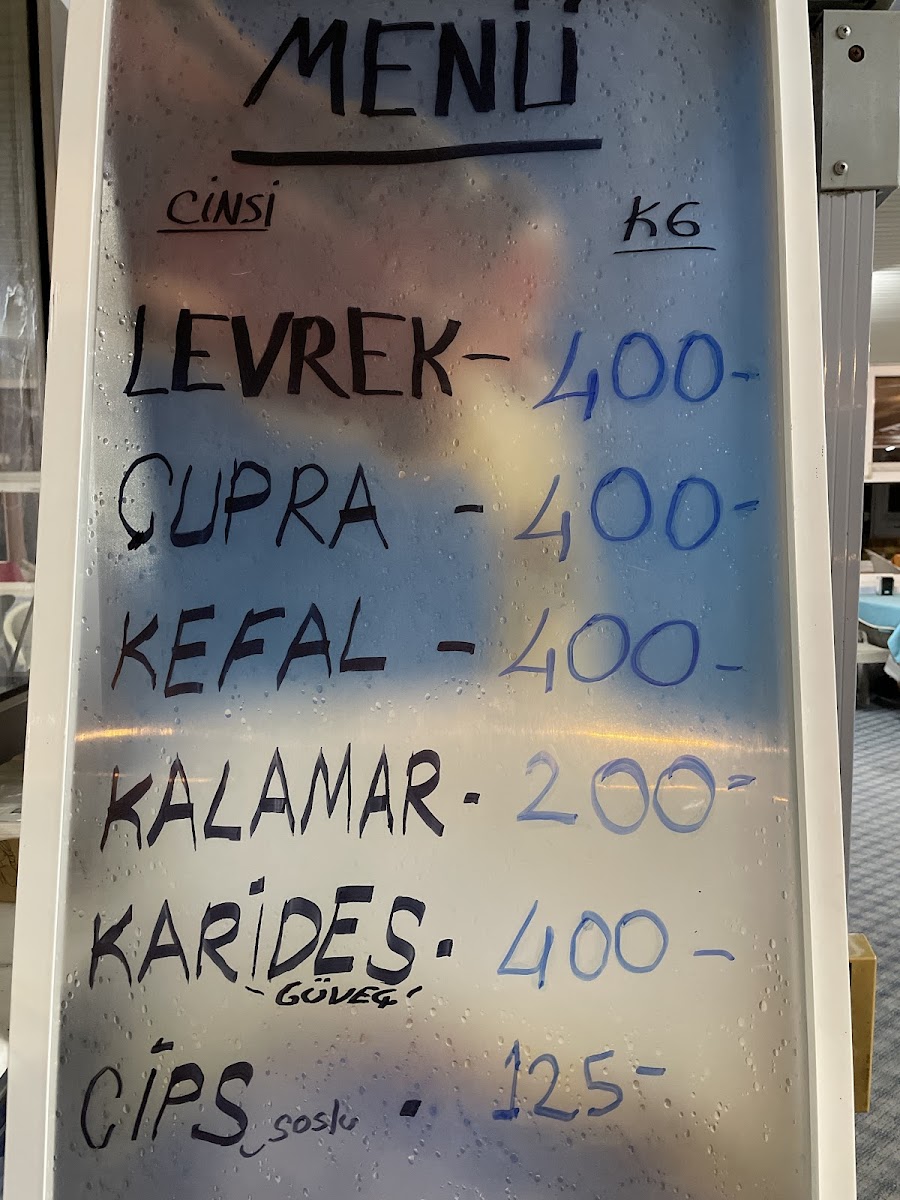 MENÜ
CİNSİ KG
LEVREK - 400-
ÇUPRA - 400-
KEFAL - 400-
KALAMAR - 200-
KARİDES - 400-
"GÜVEÇ"
CİPS soslu - 125-